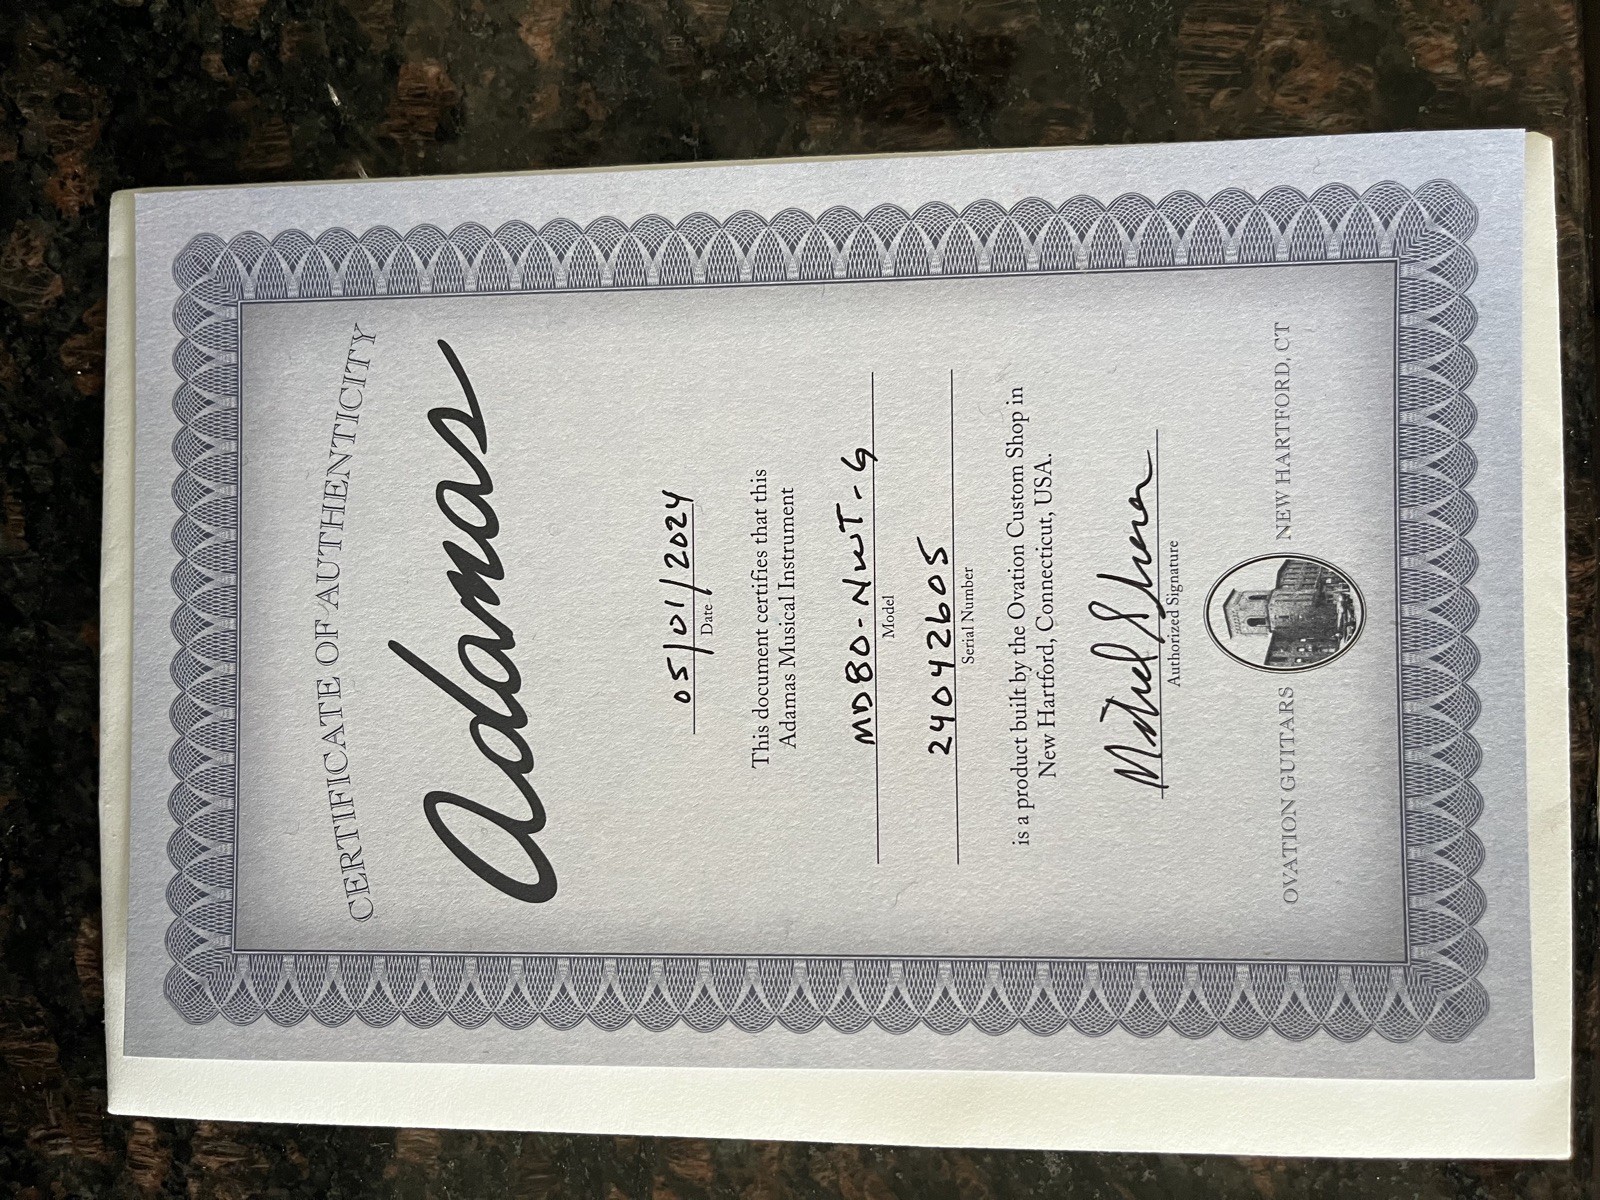 CERTIFICATE OF AUTHENTICITY
Adamas
05/01/2024
Date
This document certifies that this
Adamas Musical Instrument
MD80-NWT-G
Model
24042605
Serial Number
is a product built by the Ovation Custom Shop in
New Hartford, Connecticut, USA.
Authorized Signature
OVATION GUITARS NEW HARTFORD, CT